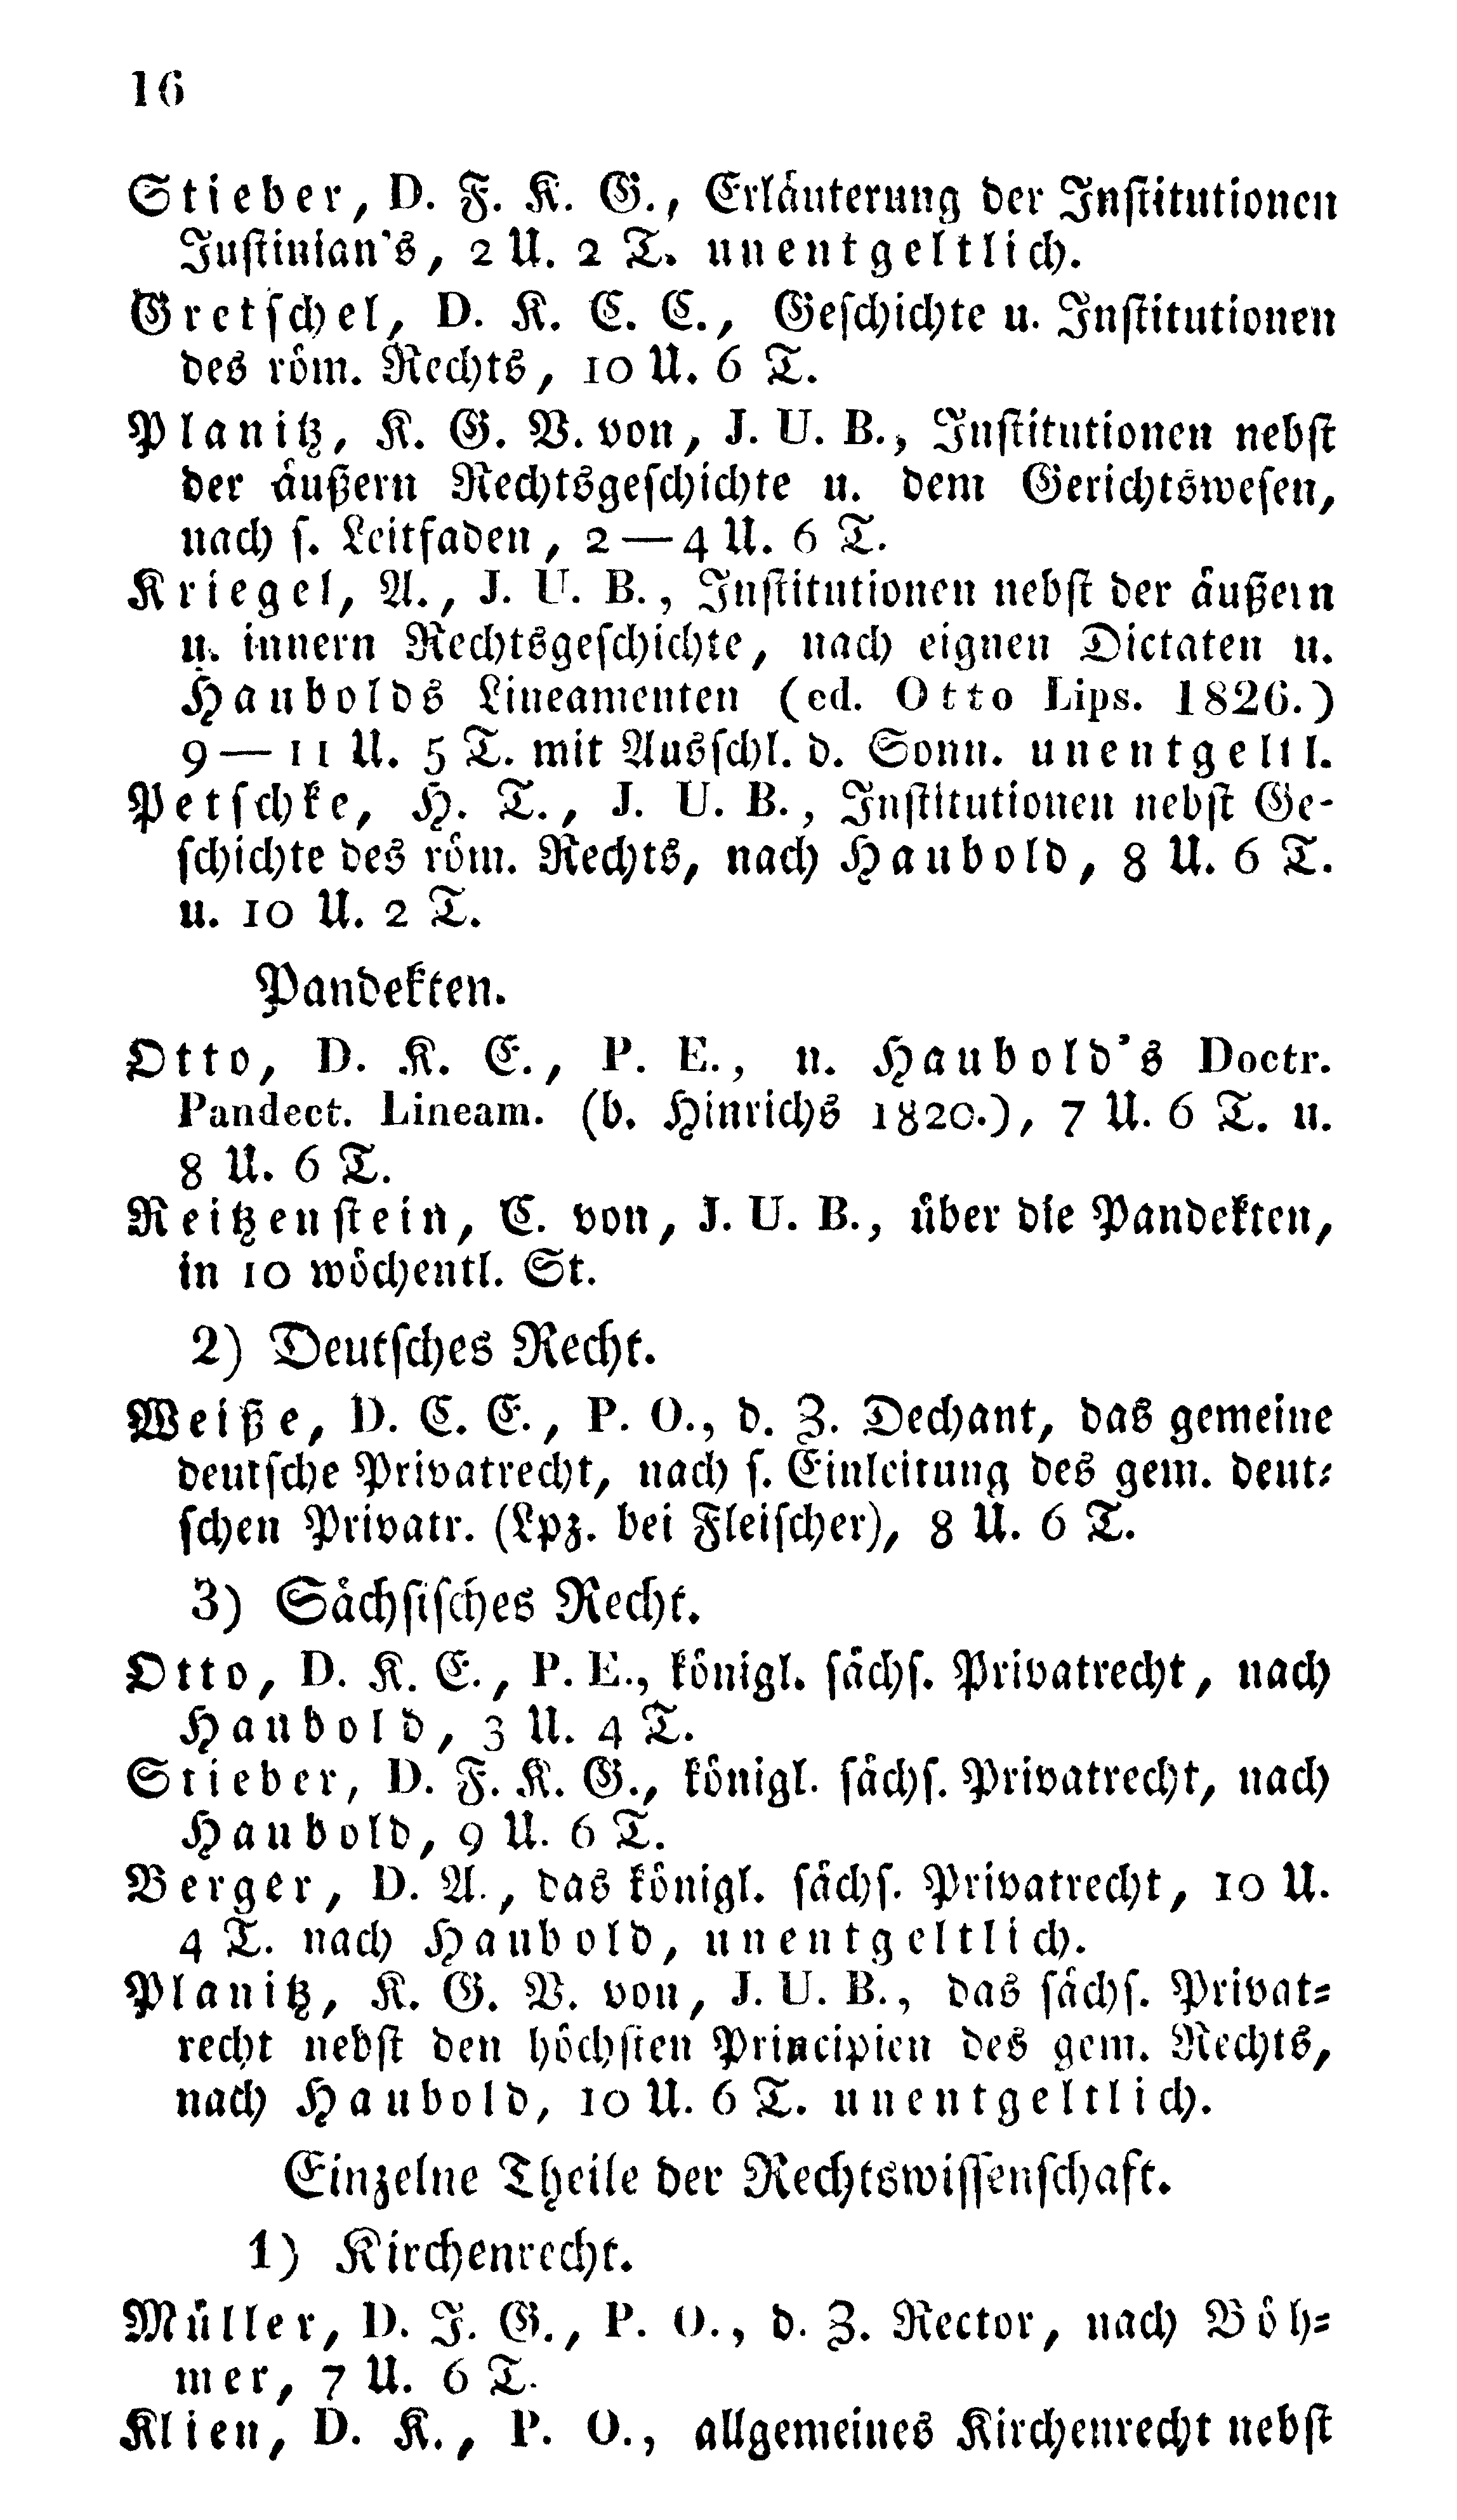 16
Stieber, D. F. K. G., Erläuterung der Institutionen
Justinian's, 2 U. 2 T. unentgeltlich.
Gretschel, D. K. C. C., Geschichte u. Institutionen
des röm. Rechts, 10 U. 6 T.
Planitz, K. G. V. von, J. U. B., Institutionen nebst
der äußern Rechtsgeschichte u. dem Gerichtswesen,
nach s. Leitfaden, 2—4 U. 6 T.
Kriegel, A., J. U. B., Institutionen nebst der äußern
u. innern Rechtsgeschichte, nach eignen Dictaten u.
Haubolds Lineamenten (ed. Otto Lips. 1826.)
9—11 U. 5 T. mit Ausschl. d. Sonn. unentgeltl.
Petschke, H. T., J. U. B., Institutionen nebst Ge-
schichte des röm. Rechts, nach Haubold, 8 U. 6 T.
u. 10 U. 2 T.
Pandekten.
Otto, D. K. E., P. E., n. Haubold's Doctr.
Pandect. Lineam. (b. Hinrichs 1820.), 7 U. 6 T. u.
8 U. 6 T.
Reitzenstein, C. von, J. U. B., über die Pandekten,
in 10 wöchentl. St.
2) Deutsches Recht.
Weiße, D. C. E., P. O., d. Z. Dechant, das gemeine
deutsche Privatrecht, nach s. Einleitung des gem. deut-
schen Privatr. (Lpz. bei Fleischer), 8 U. 6 T.
3) Sächsisches Recht.
Otto, D. K. E., P. E., königl. sächs. Privatrecht, nach
Haubold, 3 U. 4 T.
Stieber, D. F. K. G., königl. sächs. Privatrecht, nach
Haubold, 9 U. 6 T.
Berger, D. A., das königl. sächs. Privatrecht, 10 U.
4 T. nach Haubold, unentgeltlich.
Planitz, K. G. V. von, J. U. B., das sächs. Privat-
recht nebst den höchsten Principien des gem. Rechts,
nach Haubold, 10 U. 6 T. unentgeltlich.
Einzelne Theile der Rechtswissenschaft.
1) Kirchenrecht.
Müller, D. J. G., P. O., d. Z. Rector, nach Böh-
mer, 7 U. 6 T.
Klien, D. K., P. O., allgemeines Kirchenrecht nebst